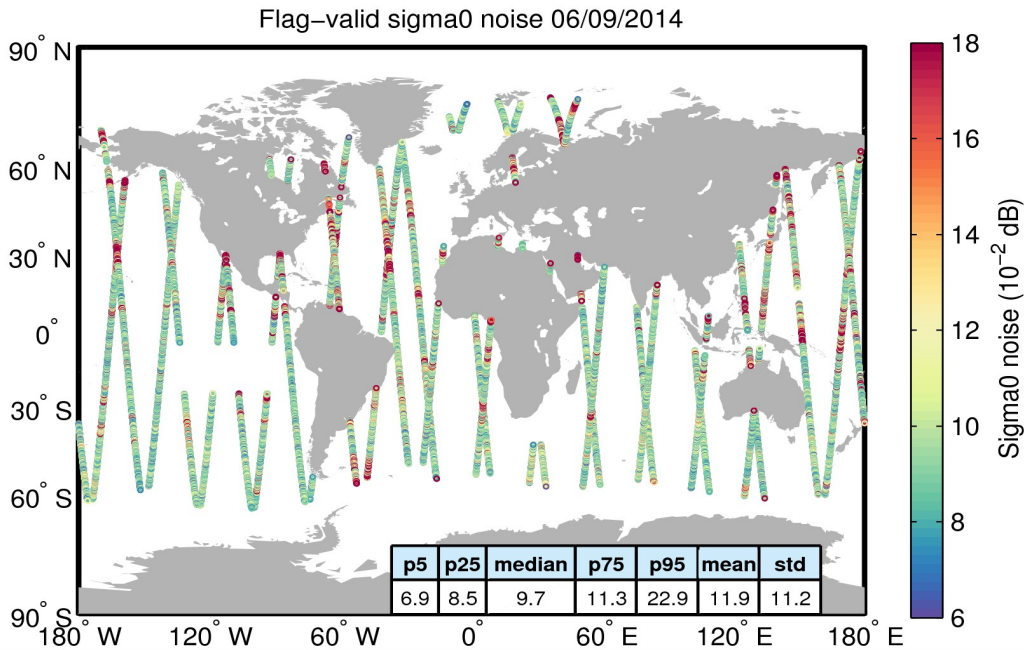 Flag−valid sigma0 noise 06/09/2014
90° N
60° N
30° N
0°
30° S
60° S
90° S
180° W 120° W 60° W 0° 60° E 120° E 180° E
p5 p25 median p75 p95 mean std
6.9 8.5 9.7 11.3 22.9 11.9 11.2
18
16
14
12
10
8
6
Sigma0 noise (10⁻² dB)